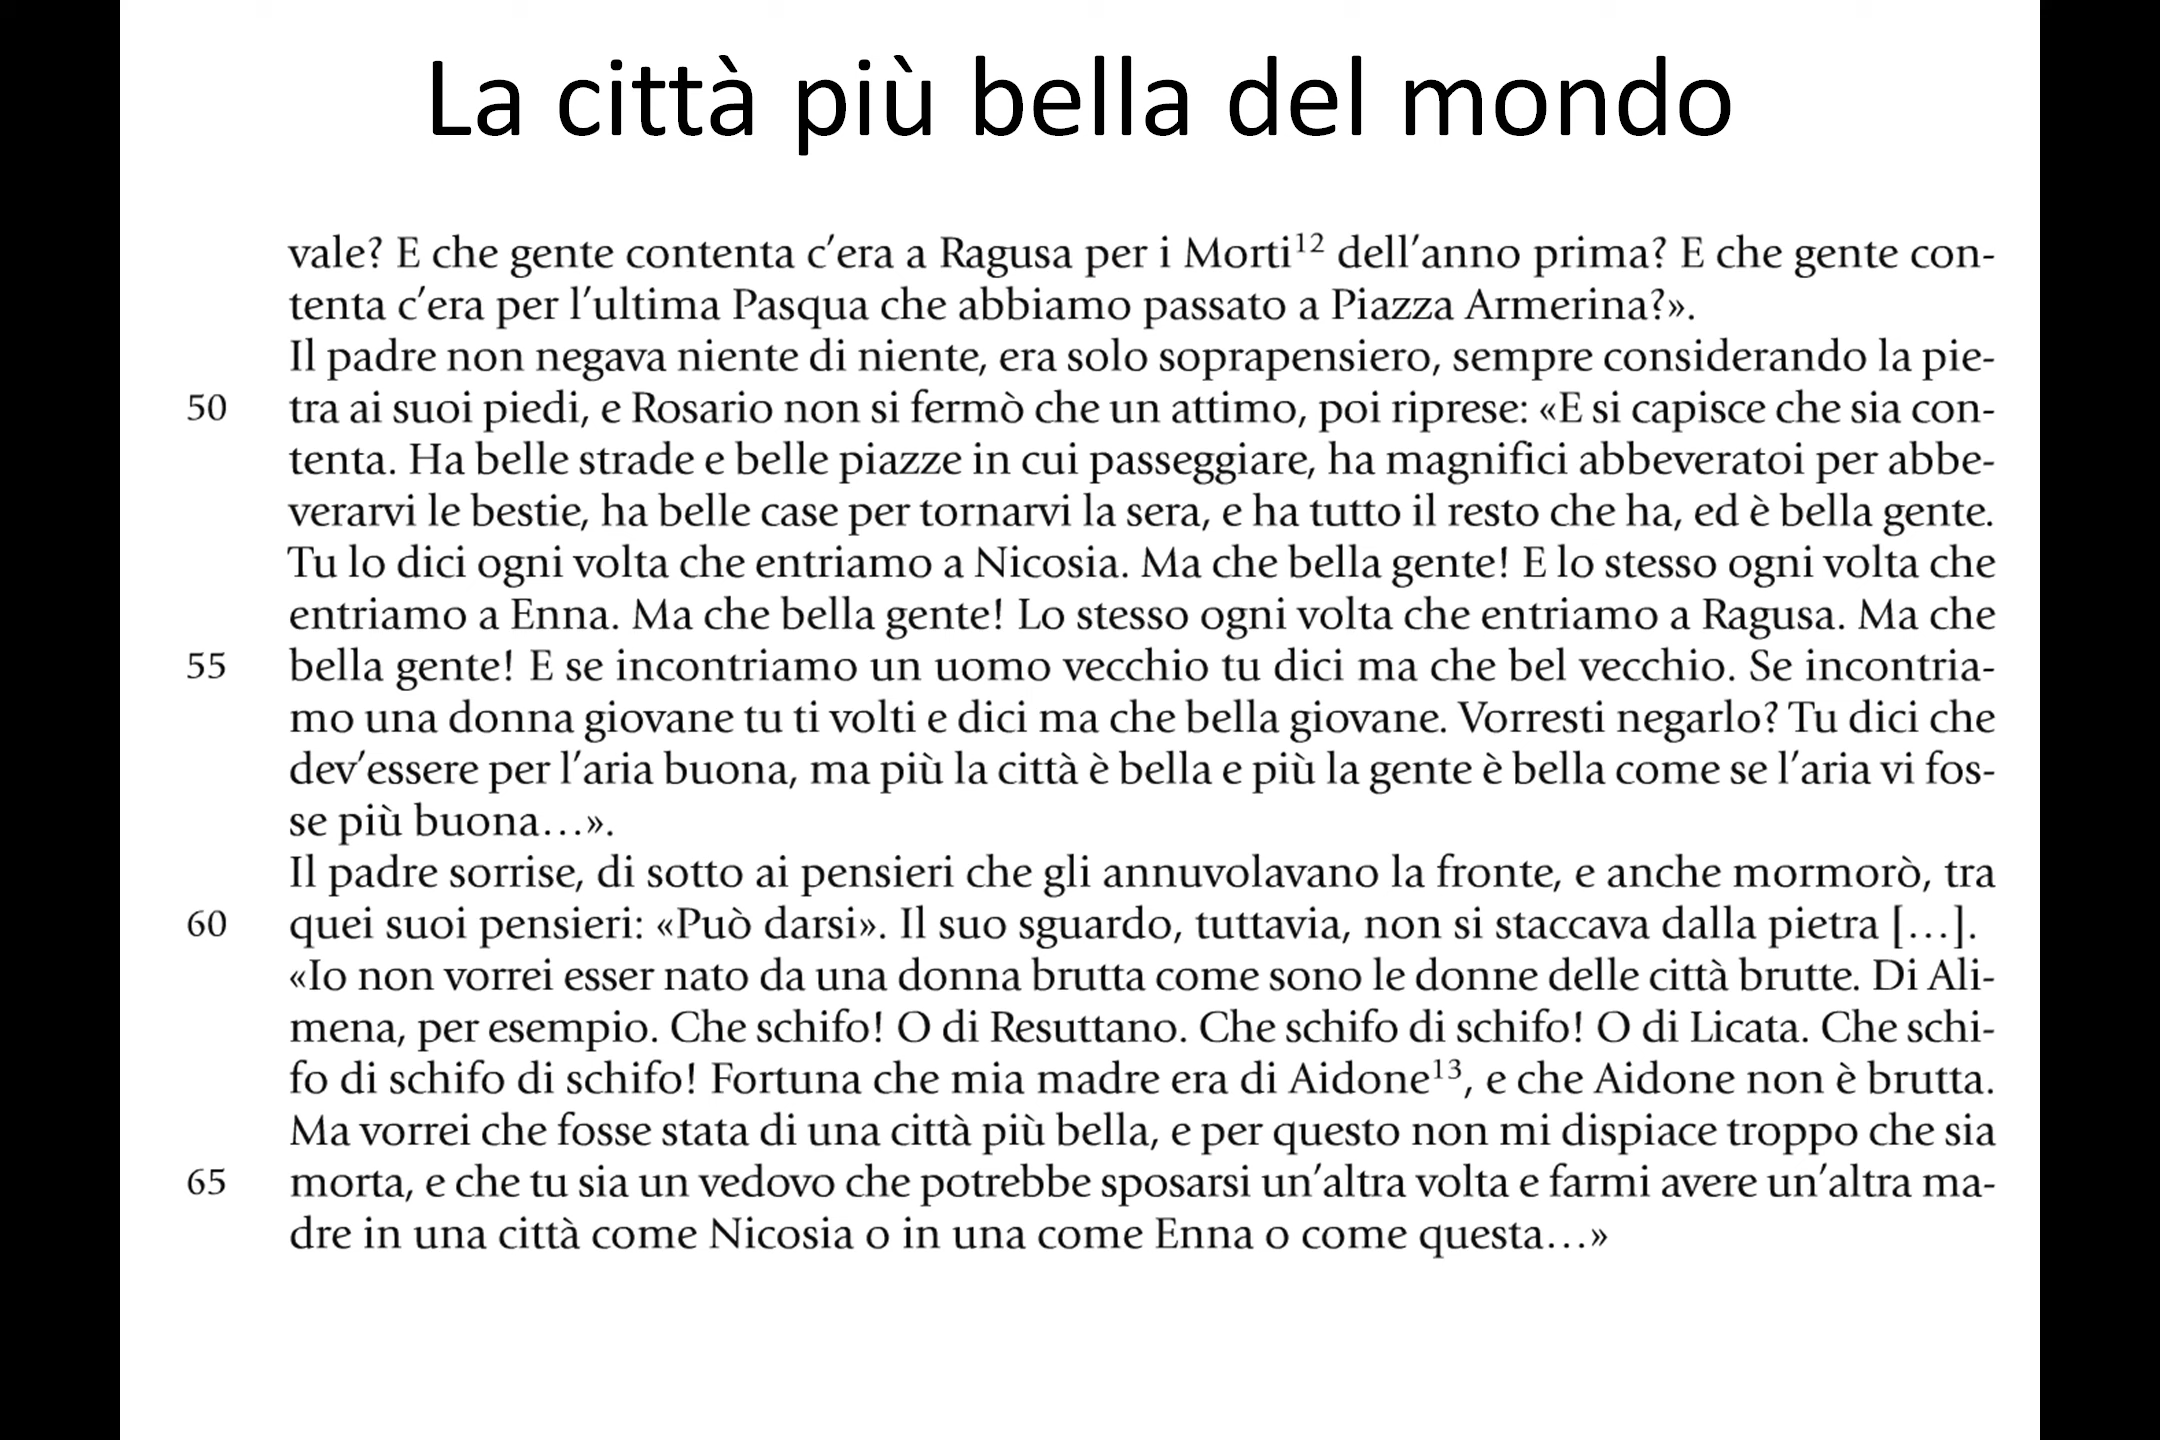 La città più bella del mondo
vale? E che gente contenta c'era a Ragusa per i Morti¹² dell'anno prima? E che gente con-
tenta c'era per l'ultima Pasqua che abbiamo passato a Piazza Armerina?».
Il padre non negava niente di niente, era solo soprapensiero, sempre considerando la pie-
50 tra ai suoi piedi, e Rosario non si fermò che un attimo, poi riprese: «E si capisce che sia con-
tenta. Ha belle strade e belle piazze in cui passeggiare, ha magnifici abbeveratoi per abbe-
verarvi le bestie, ha belle case per tornarvi la sera, e ha tutto il resto che ha, ed è bella gente.
Tu lo dici ogni volta che entriamo a Nicosia. Ma che bella gente! E lo stesso ogni volta che
entriamo a Enna. Ma che bella gente! Lo stesso ogni volta che entriamo a Ragusa. Ma che
55 bella gente! E se incontriamo un uomo vecchio tu dici ma che bel vecchio. Se incontria-
mo una donna giovane tu ti volti e dici ma che bella giovane. Vorresti negarlo? Tu dici che
dev'essere per l'aria buona, ma più la città è bella e più la gente è bella come se l'aria vi fos-
se più buona…».
Il padre sorrise, di sotto ai pensieri che gli annuvolavano la fronte, e anche mormorò, tra
60 quei suoi pensieri: «Può darsi». Il suo sguardo, tuttavia, non si staccava dalla pietra […].
«Io non vorrei esser nato da una donna brutta come sono le donne delle città brutte. Di Ali-
mena, per esempio. Che schifo! O di Resuttano. Che schifo di schifo! O di Licata. Che schi-
fo di schifo di schifo! Fortuna che mia madre era di Aidone¹³, e che Aidone non è brutta.
Ma vorrei che fosse stata di una città più bella, e per questo non mi dispiace troppo che sia
65 morta, e che tu sia un vedovo che potrebbe sposarsi un'altra volta e farmi avere un'altra ma-
dre in una città come Nicosia o in una come Enna o come questa…»